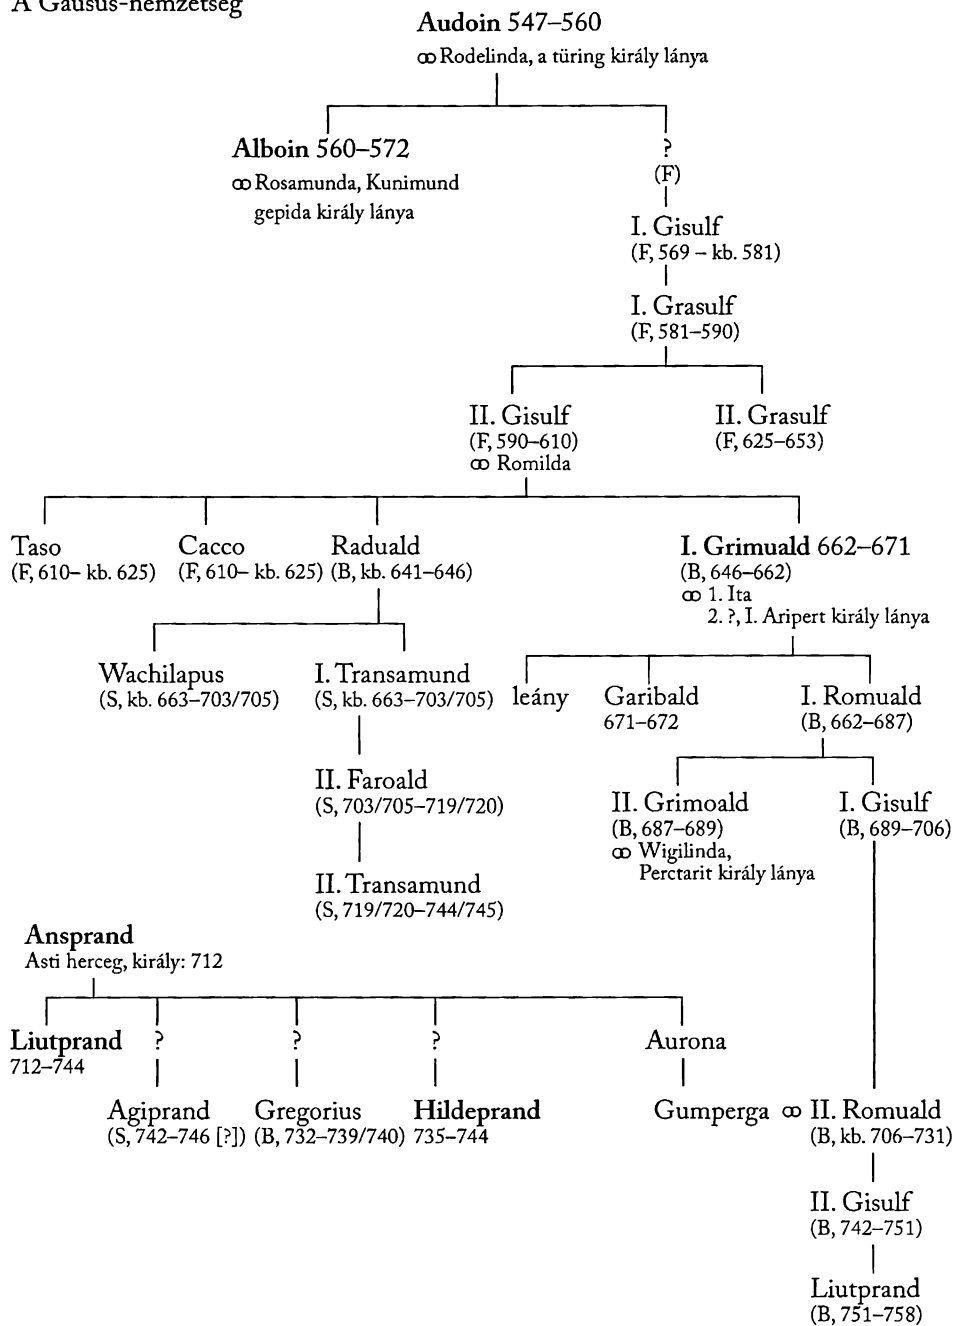 A Gausus-nemzetség
Audoin 547–560
ꝏ Rodelinda, a türing király lánya
Alboin 560–572
ꝏ Rosamunda, Kunimund
gepida király lánya
?
(F)
I. Gisulf
(F, 569 – kb. 581)
I. Grasulf
(F, 581–590)
II. Gisulf
(F, 590–610)
ꝏ Romilda
II. Grasulf
(F, 625–653)
Taso
(F, 610– kb. 625)
Cacco
(F, 610– kb. 625)
Raduald
(B, kb. 641–646)
I. Grimuald 662–671
(B, 646–662)
ꝏ 1. Ita
2. ?, I. Aripert király lánya
Wachilapus
(S, kb. 663–703/705)
I. Transamund
(S, kb. 663–703/705)
leány
Garibald
671–672
I. Romuald
(B, 662–687)
II. Faroald
(S, 703/705–719/720)
II. Grimoald
(B, 687–689)
ꝏ Wigilinda,
Perctarit király lánya
I. Gisulf
(B, 689–706)
II. Transamund
(S, 719/720–744/745)
Ansprand
Asti herceg, király: 712
Liutprand
712–744
?
?
?
Aurona
Agiprand
(S, 742–746 [?])
Gregorius
(B, 732–739/740)
Hildeprand
735–744
Gumperga ꝏ II. Romuald
(B, kb. 706–731)
II. Gisulf
(B, 742–751)
Liutprand
(B, 751–758)